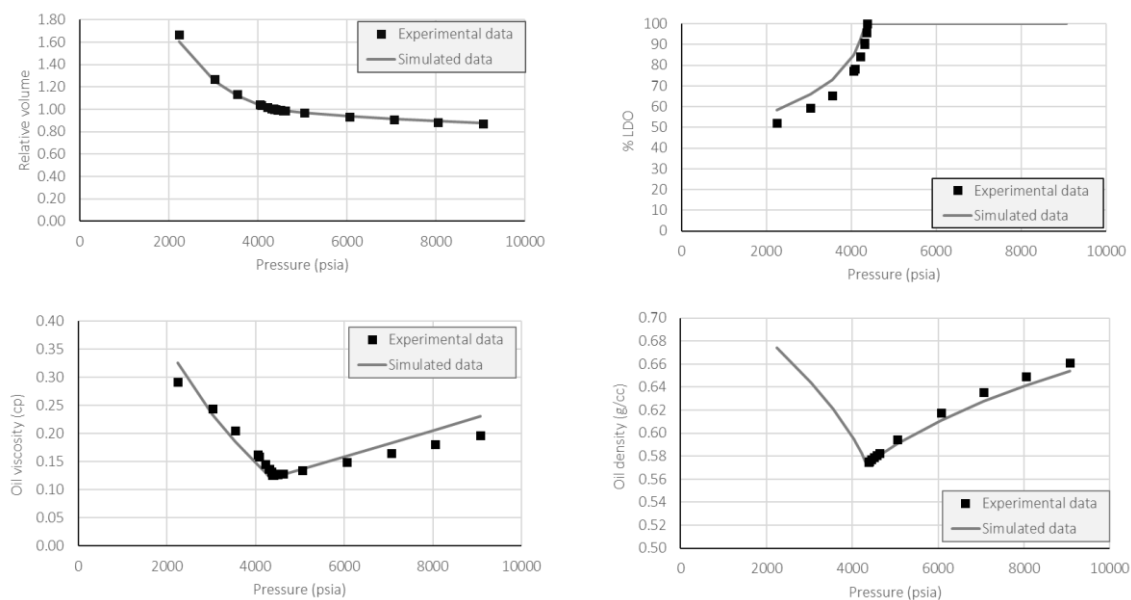 Relative volume
1.80
1.60
1.40
1.20
1.00
0.80
0.60
0.40
0.20
0.00
Experimental data
Simulated data
0 2000 4000 6000 8000 10000
Pressure (psia)
% LDO
100
90
80
70
60
50
40
30
20
10
0
Experimental data
Simulated data
0 2000 4000 6000 8000 10000
Pressure (psia)
Oil viscosity (cp)
0.40
0.35
0.30
0.25
0.20
0.15
0.10
0.05
0.00
Experimental data
Simulated data
0 2000 4000 6000 8000 10000
Pressure (psia)
Oil density (g/cc)
0.70
0.68
0.66
0.64
0.62
0.60
0.58
0.56
0.54
0.52
0.50
Experimental data
Simulated data
0 2000 4000 6000 8000 10000
Pressure (psia)